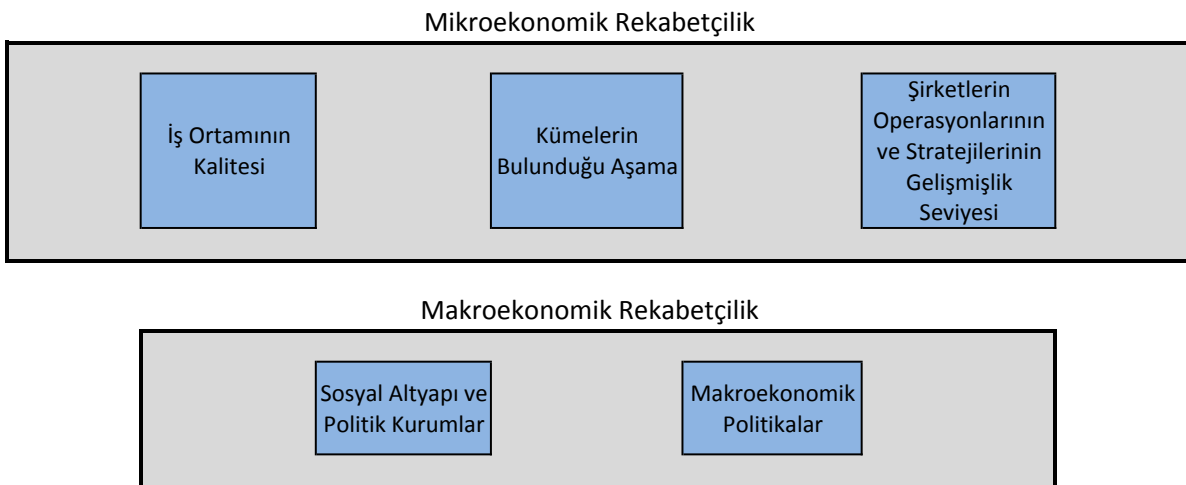 Mikroekonomik Rekabetçilik
İş Ortamının
Kalitesi
Kümelerin
Bulunduğu Aşama
Şirketlerin
Operasyonlarının
ve Stratejilerinin
Gelişmişlik
Seviyesi
Makroekonomik Rekabetçilik
Sosyal Altyapı ve
Politik Kurumlar
Makroekonomik
Politikalar